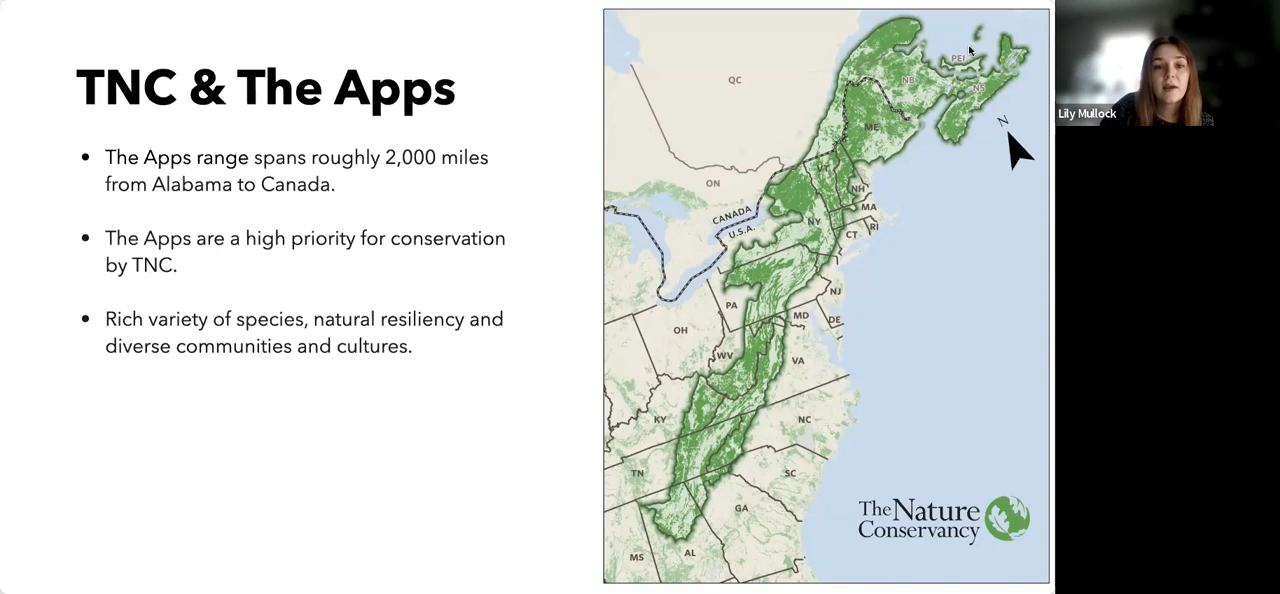 TNC & The Apps
• The Apps range spans roughly 2,000 miles
from Alabama to Canada.
• The Apps are a high priority for conservation
by TNC.
• Rich variety of species, natural resiliency and
diverse communities and cultures.
QC
PEI
NB
NS
ME
N
ON
VT
NH
CANADA
U.S.A.
NY
MA
CT
RI
PA
NJ
OH
MD
DE
WV
VA
KY
NC
TN
SC
GA
MS
AL
The Nature
Conservancy
Lily Mullock